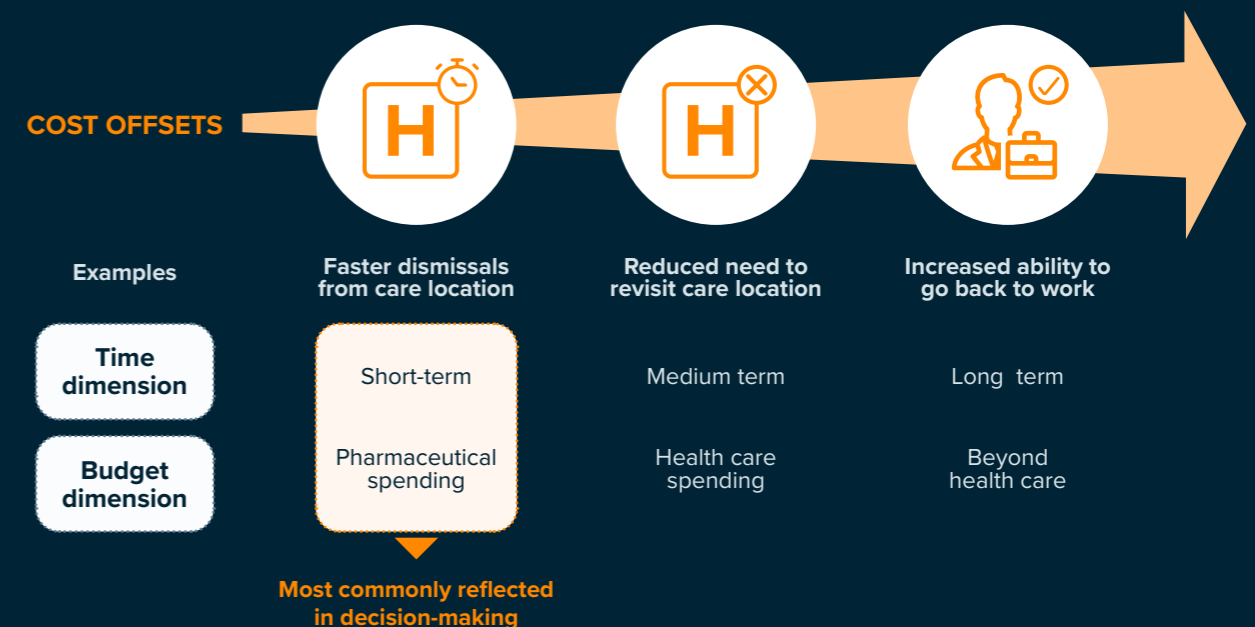 COST OFFSETS
H
H
Examples
Faster dismissals
from care location
Reduced need to
revisit care location
Increased ability to
go back to work
Time
dimension
Short-term
Medium term
Long term
Budget
dimension
Pharmaceutical
spending
Health care
spending
Beyond
health care
Most commonly reflected
in decision-making